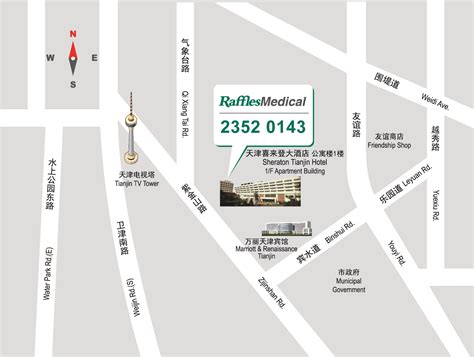 N
W
E
S
气象台路
Qi Xiang Tai Rd.
RafflesMedical
2352 0143
天津喜来登大酒店 公寓楼1楼
Sheraton Tianjin Hotel
1/F Apartment Building
围堤道
Weidi Ave.
友谊路
友谊商店
Friendship Shop
越秀路
Yuexiu Rd.
水上公园东路
Water Park Rd.(E)
天津电视塔
Tianjin TV Tower
卫津南路
Weijin Rd.(S)
紫金山路
Zijinshan Rd.
万丽天津宾馆
Marriott & Renaissance
Tianjin
宾水道
Binshui Rd.
乐园道
Leyuan Rd.
Youyi Rd.
市政府
Municipal
Government